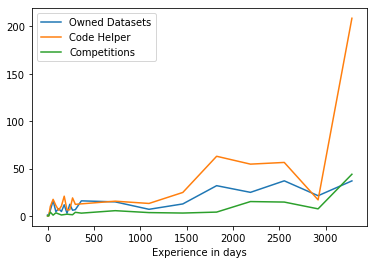 Owned Datasets
Code Helper
Competitions
200
150
100
50
0
0 500 1000 1500 2000 2500 3000
Experience in days